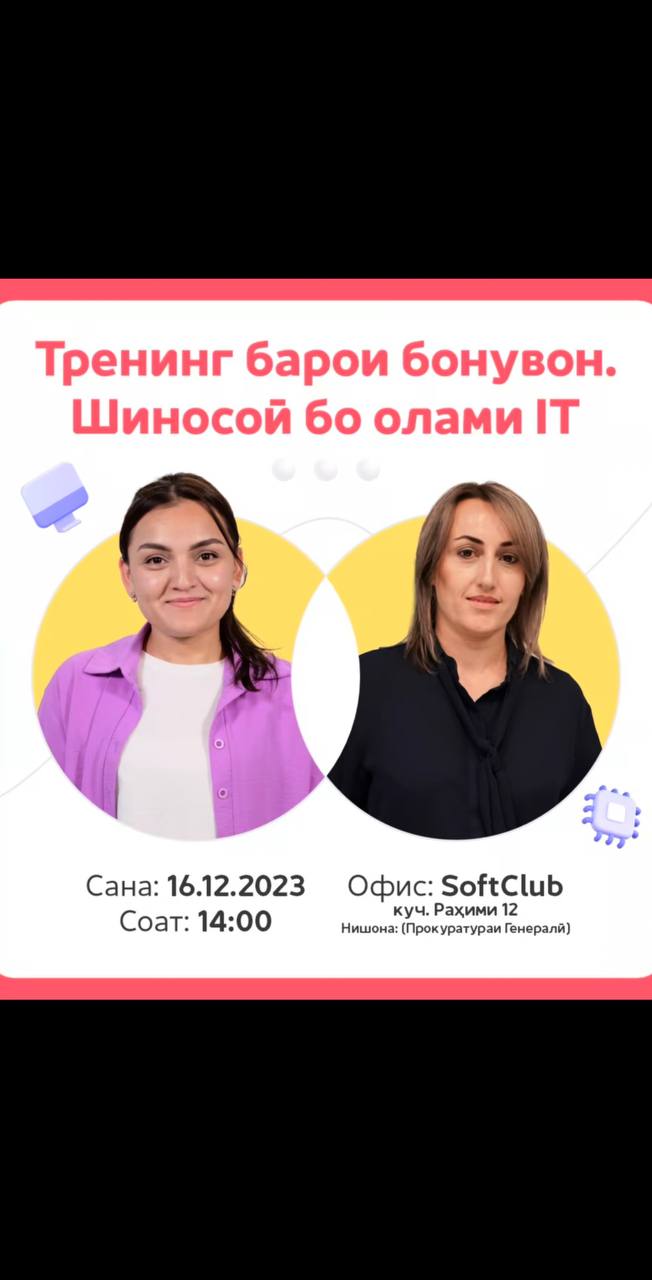 Тренинг барои бонувон.
Шиносоӣ бо олами IT
Сана: 16.12.2023
Соат: 14:00
Офис: SoftClub
куч. Раҳими 12
Нишона: (Прокуратураи Генералӣ)